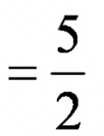 = 5/2